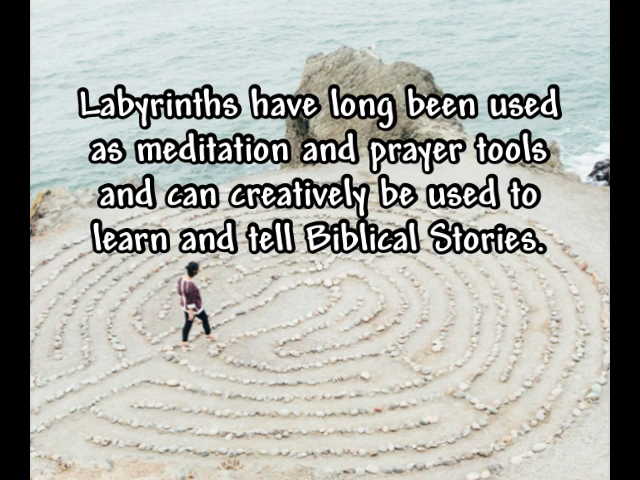 Labyrinths have long been used
as meditation and prayer tools
and can creatively be used to
learn and tell Biblical Stories.